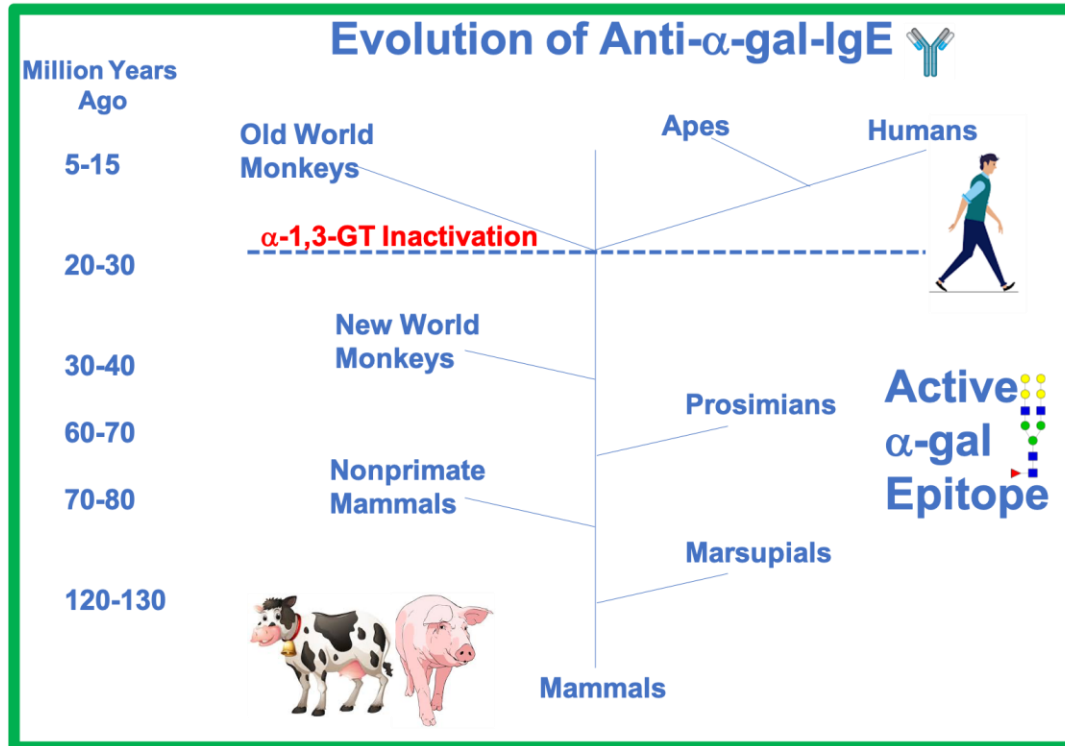 Evolution of Anti-α-gal-IgE
Million Years
Ago
Old World
Monkeys
Apes
Humans
5-15
α-1,3-GT Inactivation
20-30
New World
Monkeys
30-40
Active
α-gal
Epitope
Prosimians
60-70
Nonprimate
Mammals
70-80
Marsupials
120-130
Mammals